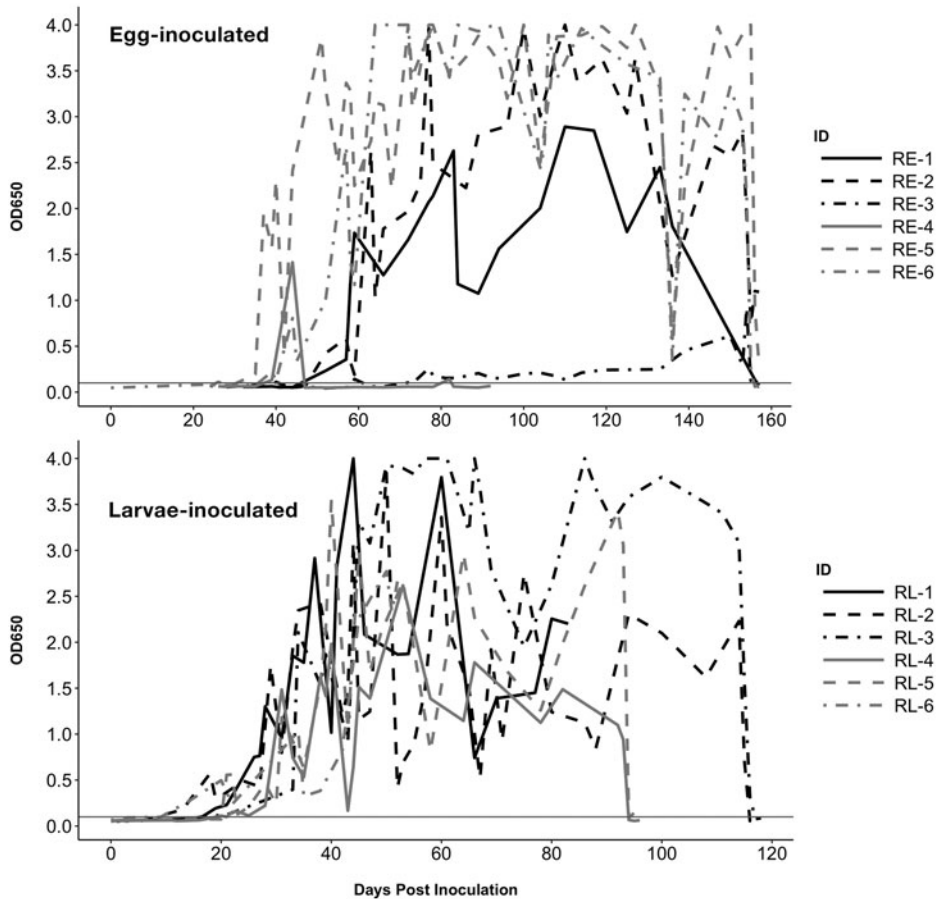 Egg-inoculated
OD650
4.0
3.5
3.0
2.5
2.0
1.5
1.0
0.5
0.0
0 20 40 60 80 100 120 140 160
ID
RE-1
RE-2
RE-3
RE-4
RE-5
RE-6
Larvae-inoculated
OD650
4.0
3.5
3.0
2.5
2.0
1.5
1.0
0.5
0.0
0 20 40 60 80 100 120
Days Post Inoculation
ID
RL-1
RL-2
RL-3
RL-4
RL-5
RL-6